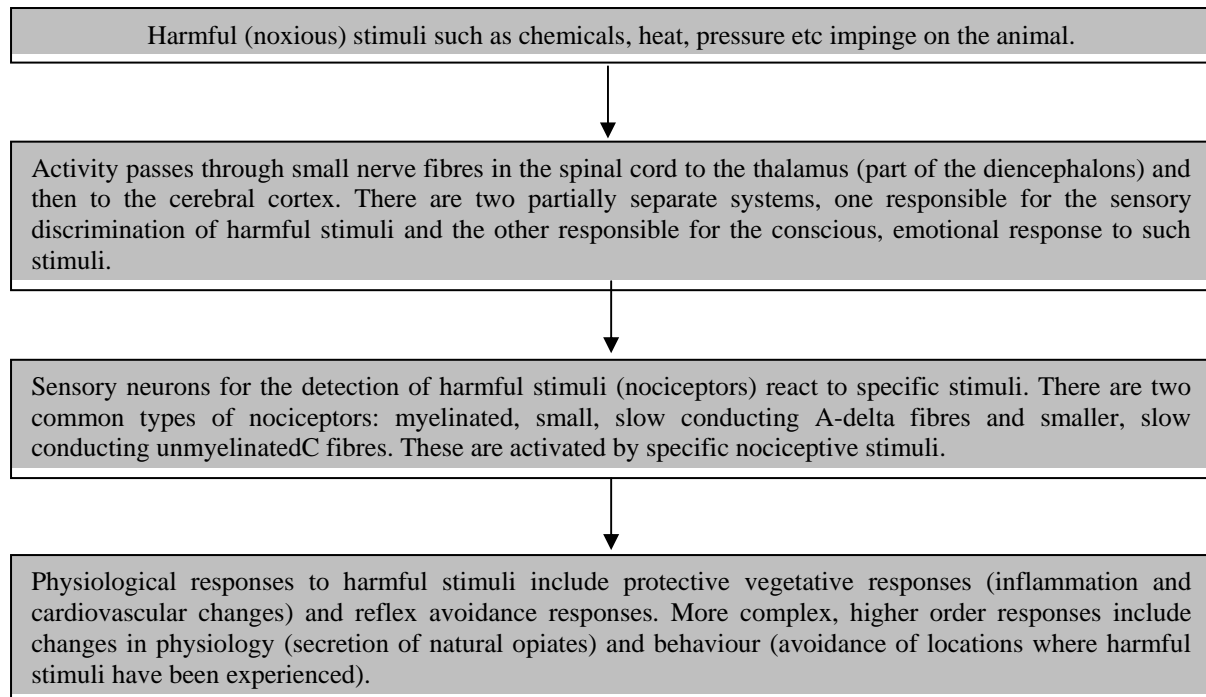 Harmful (noxious) stimuli such as chemicals, heat, pressure etc impinge on the animal.
Activity passes through small nerve fibres in the spinal cord to the thalamus (part of the diencephalons) and
then to the cerebral cortex. There are two partially separate systems, one responsible for the sensory
discrimination of harmful stimuli and the other responsible for the conscious, emotional response to such
stimuli.
Sensory neurons for the detection of harmful stimuli (nociceptors) react to specific stimuli. There are two
common types of nociceptors: myelinated, small, slow conducting A-delta fibres and smaller, slow
conducting unmyelinatedC fibres. These are activated by specific nociceptive stimuli.
Physiological responses to harmful stimuli include protective vegetative responses (inflammation and
cardiovascular changes) and reflex avoidance responses. More complex, higher order responses include
changes in physiology (secretion of natural opiates) and behaviour (avoidance of locations where harmful
stimuli have been experienced).